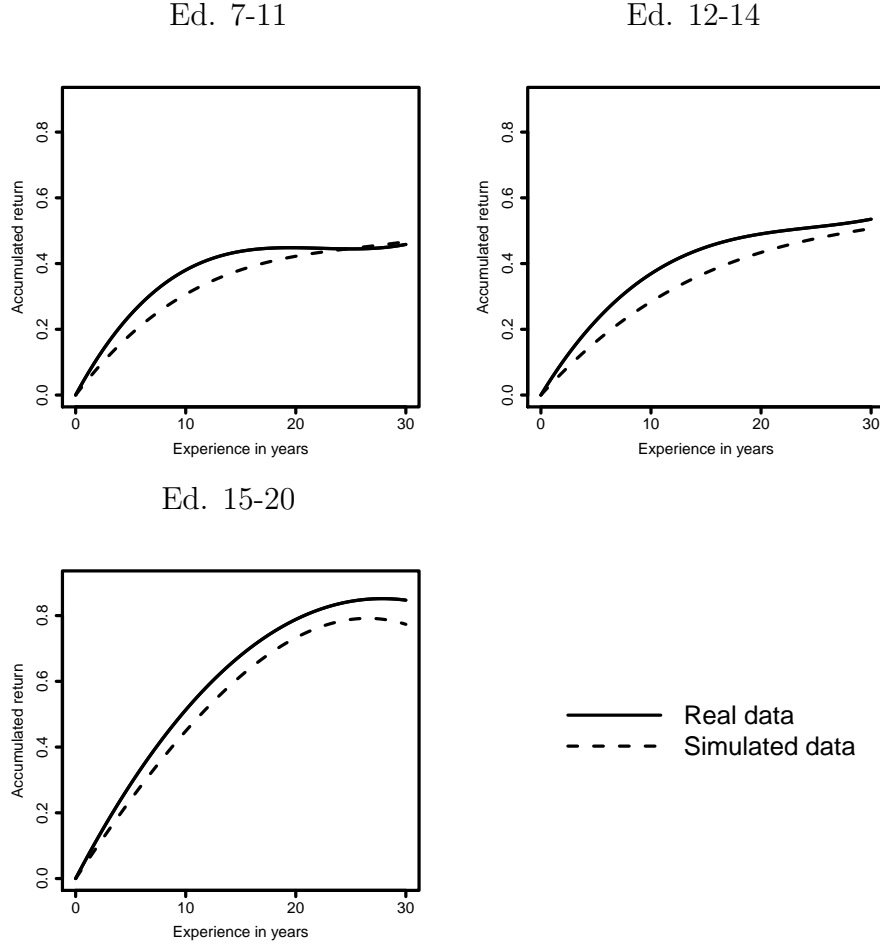 Ed. 7-11
Accumulated return
0.0 0.2 0.4 0.6 0.8
0 10 20 30
Experience in years
Ed. 12-14
Accumulated return
0.0 0.2 0.4 0.6 0.8
0 10 20 30
Experience in years
Ed. 15-20
Accumulated return
0.0 0.2 0.4 0.6 0.8
0 10 20 30
Experience in years
Real data
Simulated data